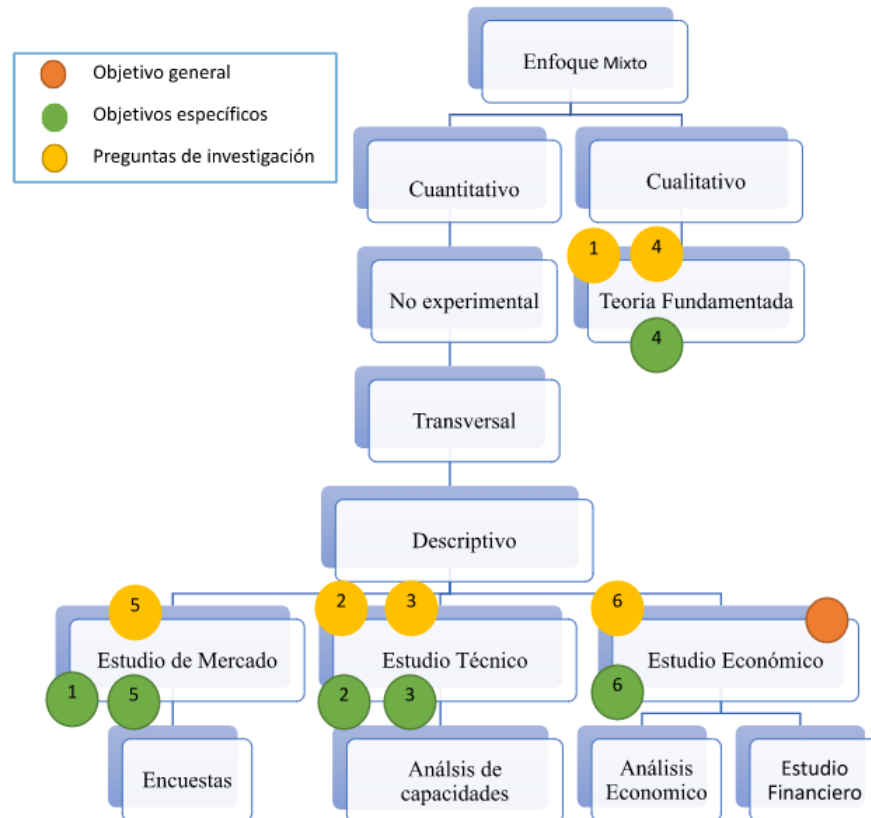 Objetivo general
Objetivos específicos
Preguntas de investigación
Enfoque Mixto
Cuantitativo
Cualitativo
1
4
No experimental
Teoria Fundamentada
4
Transversal
Descriptivo
5
2
3
6
Estudio de Mercado
Estudio Técnico
Estudio Económico
1
5
2
3
6
Encuestas
Análsis de
capacidades
Análisis
Economico
Estudio
Financiero